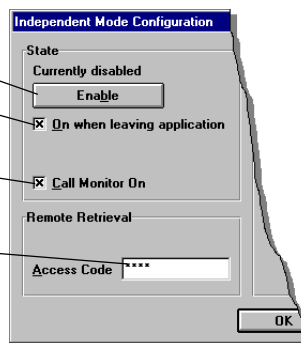 Independent Mode Configuration
State
Currently disabled
Enable
On when leaving application
Call Monitor On
Remote Retrieval
Access Code ****
OK